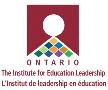 ONTARIO
The Institute for Education Leadership
L'Institut de leadership en éducation